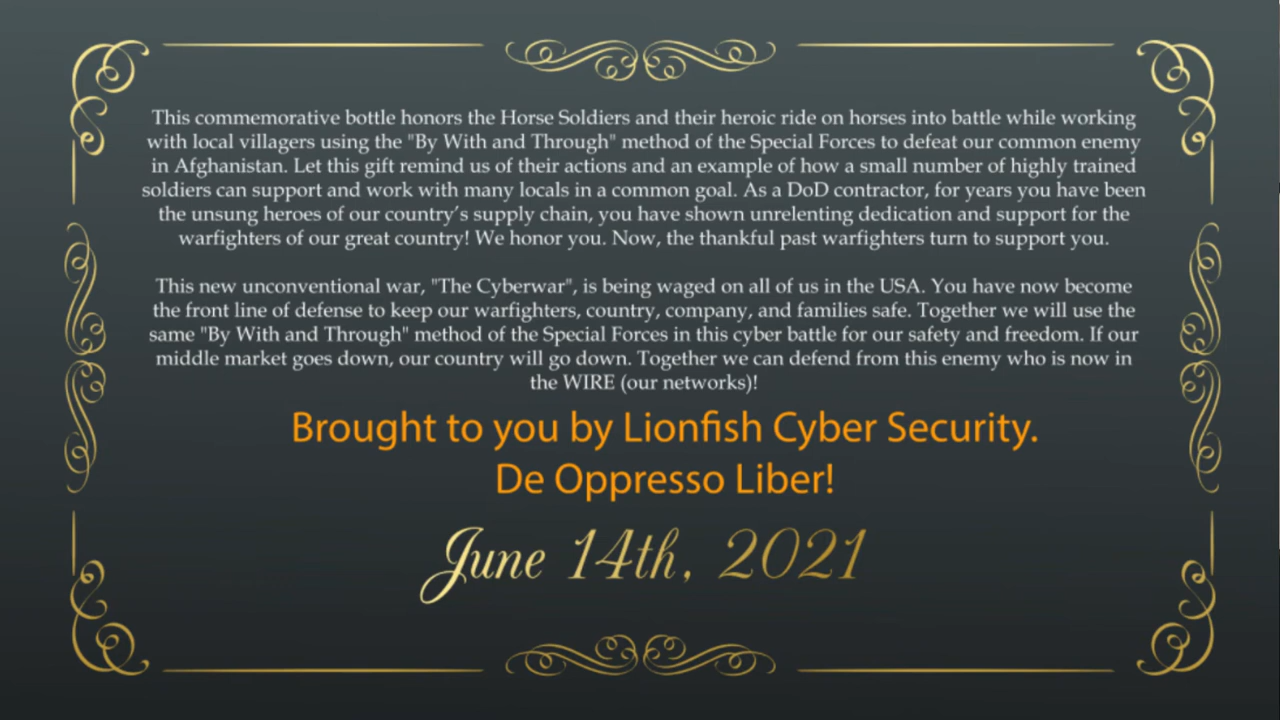 This commemorative bottle honors the Horse Soldiers and their heroic ride on horses into battle while working
with local villagers using the "By With and Through" method of the Special Forces to defeat our common enemy
in Afghanistan. Let this gift remind us of their actions and an example of how a small number of highly trained
soldiers can support and work with many locals in a common goal. As a DoD contractor, for years you have been
the unsung heroes of our country’s supply chain, you have shown unrelenting dedication and support for the
warfighters of our great country! We honor you. Now, the thankful past warfighters turn to support you.
This new unconventional war, "The Cyberwar", is being waged on all of us in the USA. You have now become
the front line of defense to keep our warfighters, country, company, and families safe. Together we will use the
same "By With and Through" method of the Special Forces in this cyber battle for our safety and freedom. If our
middle market goes down, our country will go down. Together we can defend from this enemy who is now in
the WIRE (our networks)!
Brought to you by Lionfish Cyber Security.
De Oppresso Liber!
June 14th, 2021